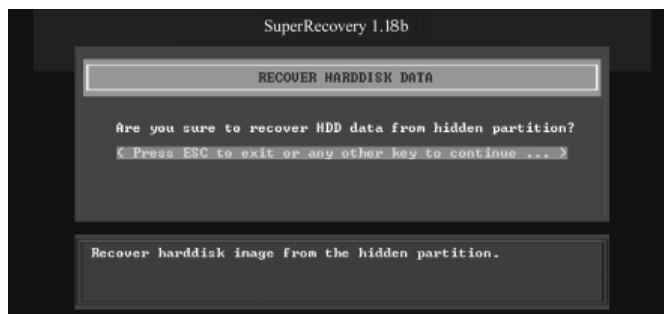 SuperRecovery 1.18b
RECOVER HARDDISK DATA
Are you sure to recover HDD data from hidden partition?
< Press ESC to exit or any other key to continue ... >
Recover harddisk image from the hidden partition.